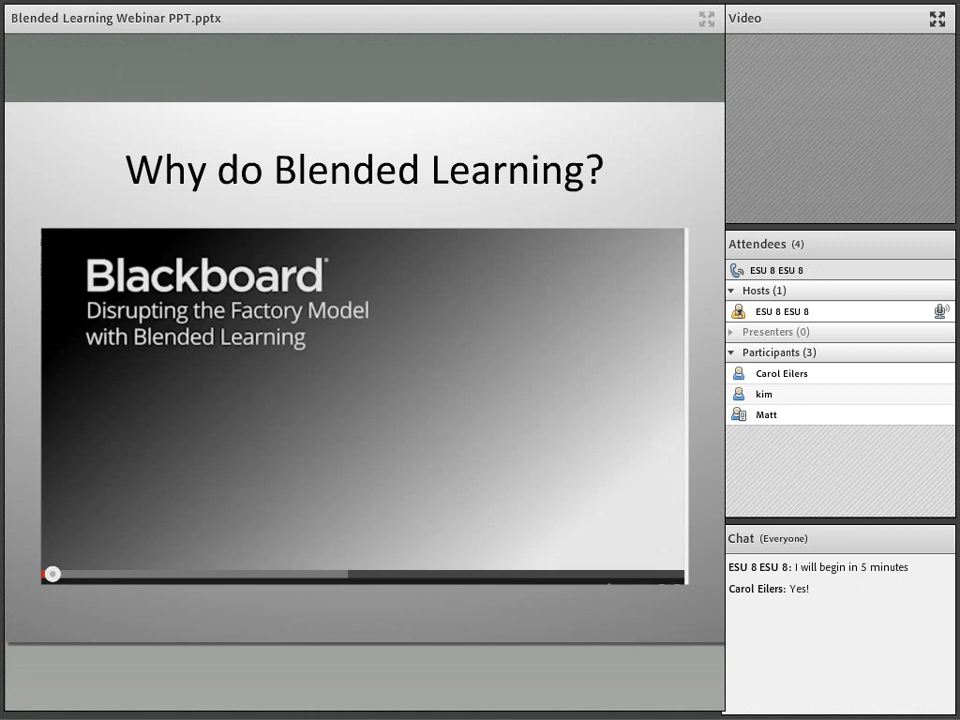 Blended Learning Webinar PPT.pptx
Why do Blended Learning?
Blackboard
Disrupting the Factory Model
with Blended Learning
Video
Attendees (4)
ESU 8 ESU 8
Hosts (1)
ESU 8 ESU 8
Presenters (0)
Participants (3)
Carol Eilers
kim
Matt
Chat (Everyone)
ESU 8 ESU 8: I will begin in 5 minutes
Carol Eilers: Yes!